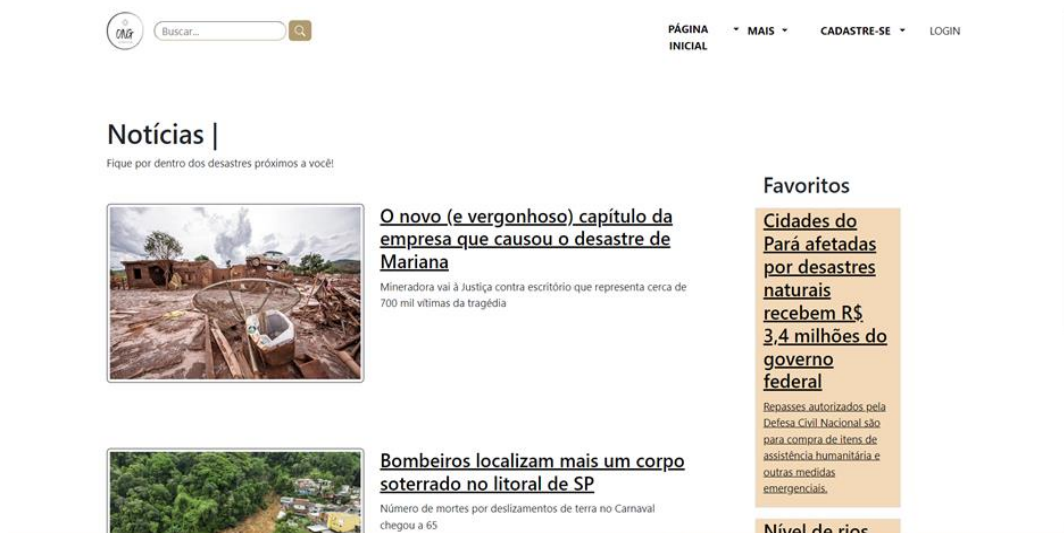 ONG
Buscar...
PÁGINA
INICIAL
MAIS
CADASTRE-SE
LOGIN
Notícias |
Fique por dentro dos desastres próximos a você!
O novo (e vergonhoso) capítulo da
empresa que causou o desastre de
Mariana
Mineradora vai à Justiça contra escritório que representa cerca de
700 mil vítimas da tragédia
Bombeiros localizam mais um corpo
soterrado no litoral de SP
Número de mortes por deslizamentos de terra no Carnaval
chegou a 65
Favoritos
Cidades do
Pará afetadas
por desastres
naturais
recebem R$
3,4 milhões do
governo
federal
Repasses autorizados pela
Defesa Civil Nacional são
para compra de itens de
assistência humanitária e
outras medidas
emergenciais.
Nível de rios